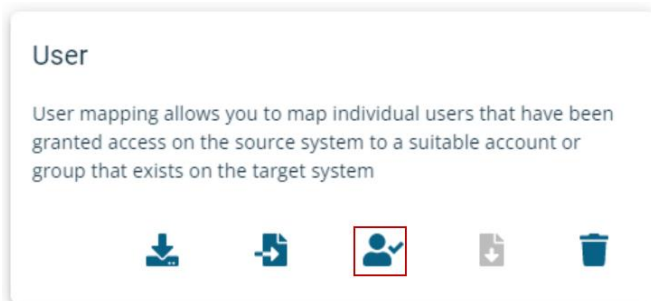 User
User mapping allows you to map individual users that have been
granted access on the source system to a suitable account or
group that exists on the target system